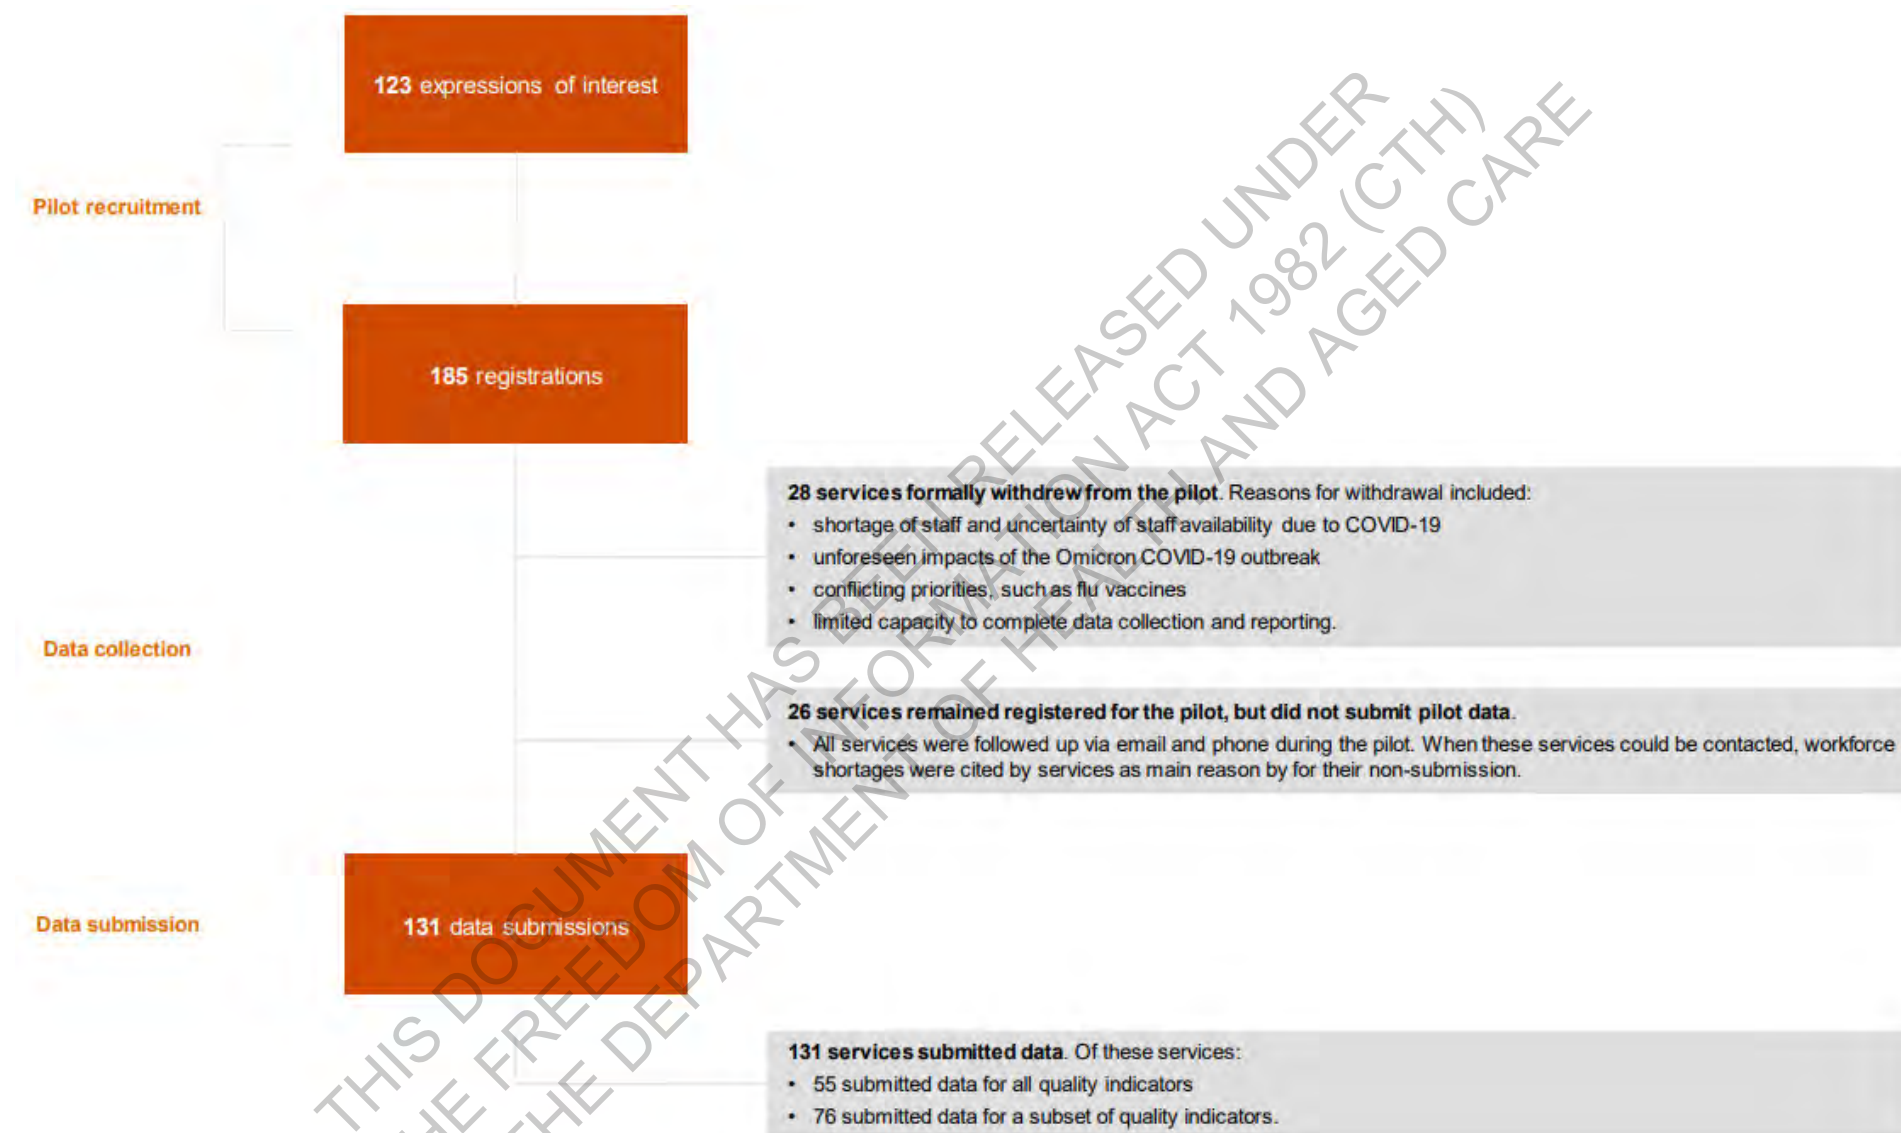 123 expressions of interest
Pilot recruitment
185 registrations
28 services formally withdrew from the pilot. Reasons for withdrawal included:
• shortage of staff and uncertainty of staff availability due to COVID-19
• unforeseen impacts of the Omicron COVID-19 outbreak
• conflicting priorities, such as flu vaccines
• limited capacity to complete data collection and reporting.
Data collection
26 services remained registered for the pilot, but did not submit pilot data.
• All services were followed up via email and phone during the pilot. When these services could be contacted, workforce
shortages were cited by services as main reason by for their non-submission.
Data submission
131 data submissions
131 services submitted data. Of these services:
• 55 submitted data for all quality indicators
• 76 submitted data for a subset of quality indicators.
THIS DOCUMENT HAS BEEN RELEASED UNDER
THE FREEDOM OF INFORMATION ACT 1982 (CTH)
THE DEPARTMENT OF HEALTH AND AGED CARE